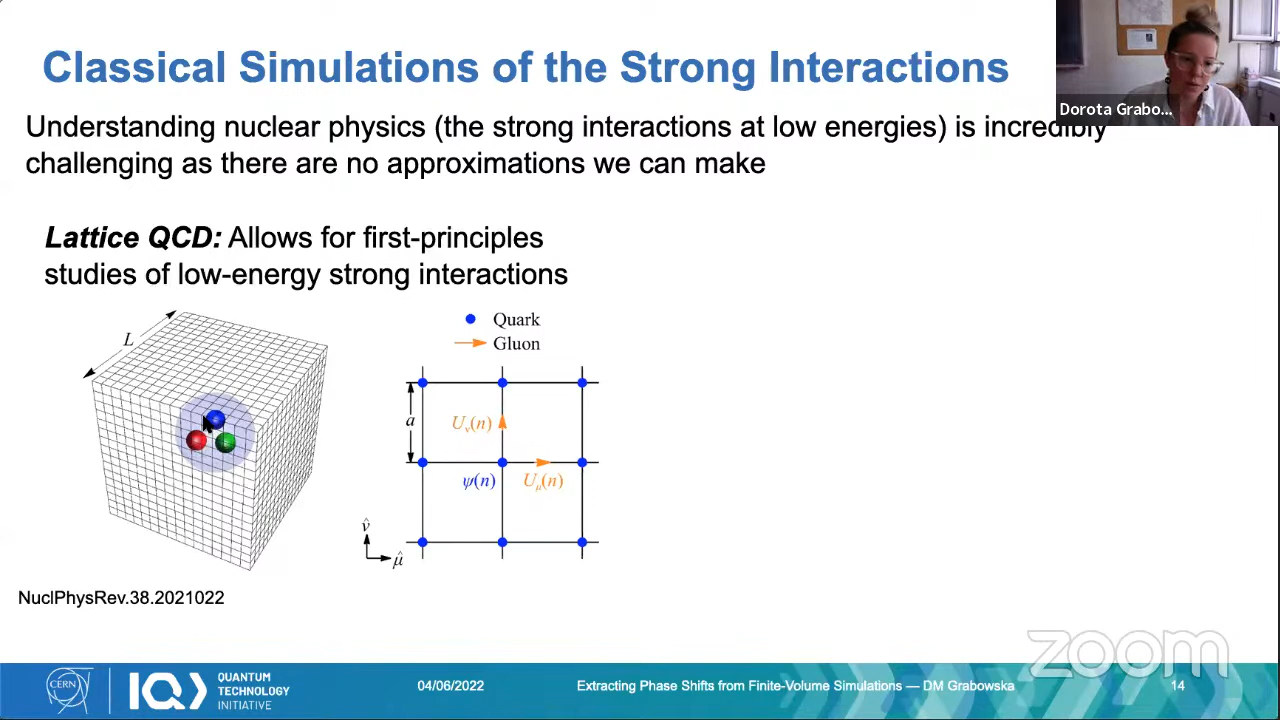 Classical Simulations of the Strong Interactions
Dorota Grabo...
Understanding nuclear physics (the strong interactions at low energies) is incredibly
challenging as there are no approximations we can make
Lattice QCD: Allows for first-principles
studies of low-energy strong interactions
L
Quark
Gluon
a
Uν(n)
ψ(n)
Uμ(n)
ν̂
μ̂
NuclPhysRev.38.2021022
zoom
CERN
QUANTUM
TECHNOLOGY
INITIATIVE
04/06/2022
Extracting Phase Shifts from Finite-Volume Simulations — DM Grabowska
14